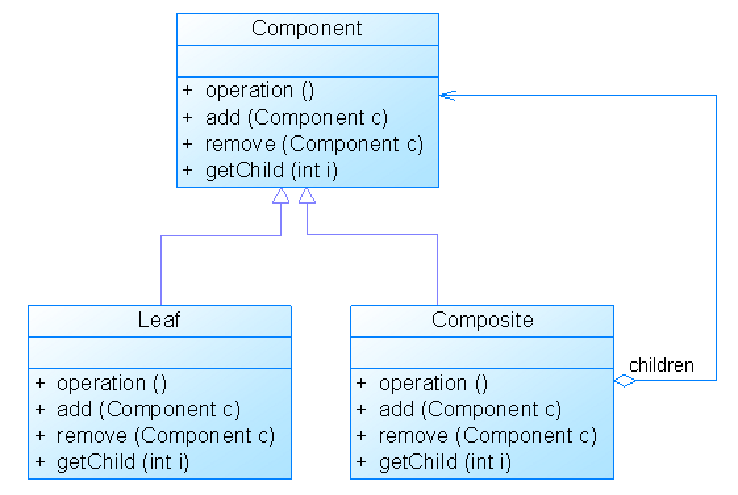 Component
+ operation ()
+ add (Component c)
+ remove (Component c)
+ getChild (int i)
Leaf
+ operation ()
+ add (Component c)
+ remove (Component c)
+ getChild (int i)
Composite
+ operation ()
+ add (Component c)
+ remove (Component c)
+ getChild (int i)
children